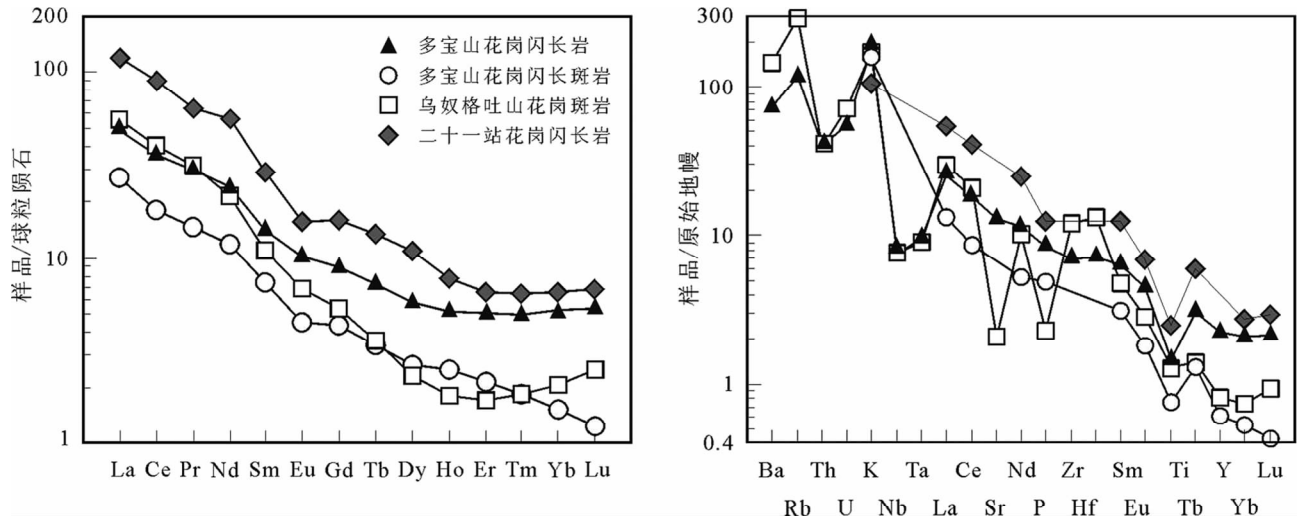 200
100
10
1
样品/球粒陨石
多宝山花岗闪长岩
多宝山花岗闪长斑岩
乌奴格吐山花岗斑岩
二十一站花岗闪长岩
La Ce Pr Nd Sm Eu Gd Tb Dy Ho Er Tm Yb Lu
300
100
10
1
0.4
样品/原始地幔
Ba Th K Ta Ce Nd Zr Sm Ti Y Lu
Rb U Nb La Sr P Hf Eu Tb Yb